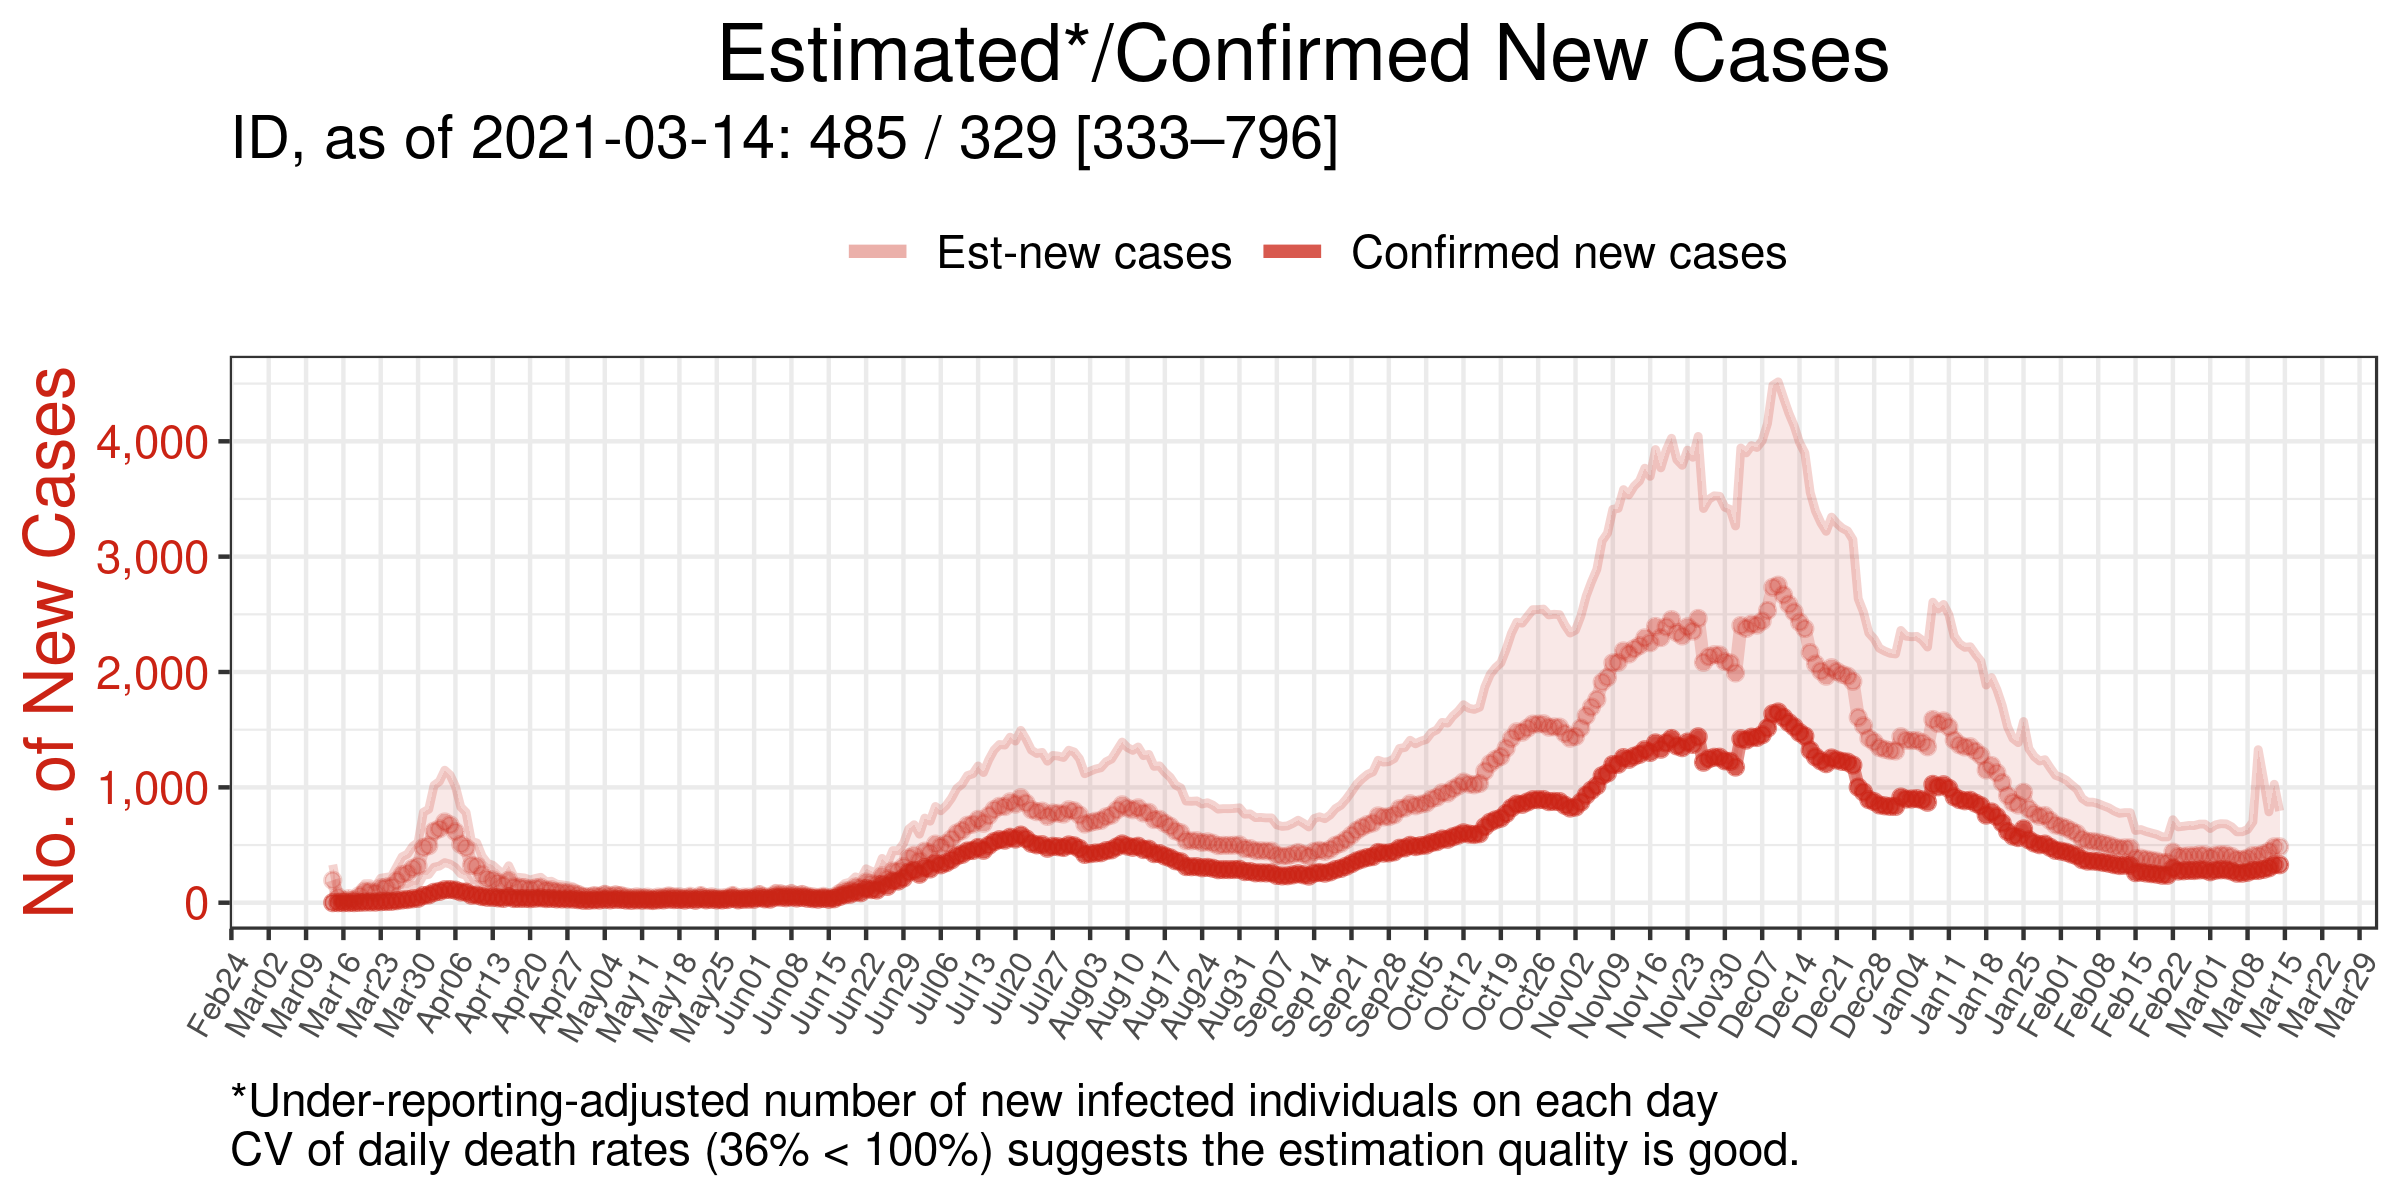 Estimated*/Confirmed New Cases
ID, as of 2021-03-14: 485 / 329 [333–796]
Est-new cases Confirmed new cases
No. of New Cases
4,000
3,000
2,000
1,000
0
Feb24 Mar02 Mar09 Mar16 Mar23 Mar30 Apr06 Apr13 Apr20 Apr27 May04 May11 May18 May25 Jun01 Jun08 Jun15 Jun22 Jun29 Jul06 Jul13 Jul20 Jul27 Aug03 Aug10 Aug17 Aug24 Aug31 Sep07 Sep14 Sep21 Sep28 Oct05 Oct12 Oct19 Oct26 Nov02 Nov09 Nov16 Nov23 Nov30 Dec07 Dec14 Dec21 Dec28 Jan04 Jan11 Jan18 Jan25 Feb01 Feb08 Feb15 Feb22 Mar01 Mar08 Mar15 Mar22 Mar29
*Under-reporting-adjusted number of new infected individuals on each day
CV of daily death rates (36% < 100%) suggests the estimation quality is good.